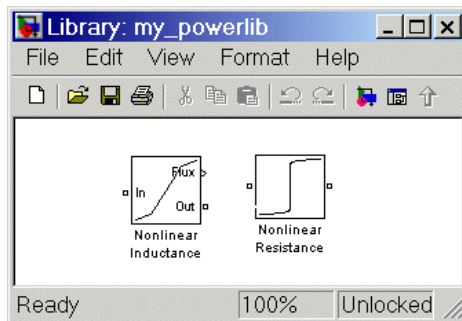 Library: my_powerlib
File Edit View Format Help
Flux
In
Out
Nonlinear
Inductance
Nonlinear
Resistance
Ready 100% Unlocked